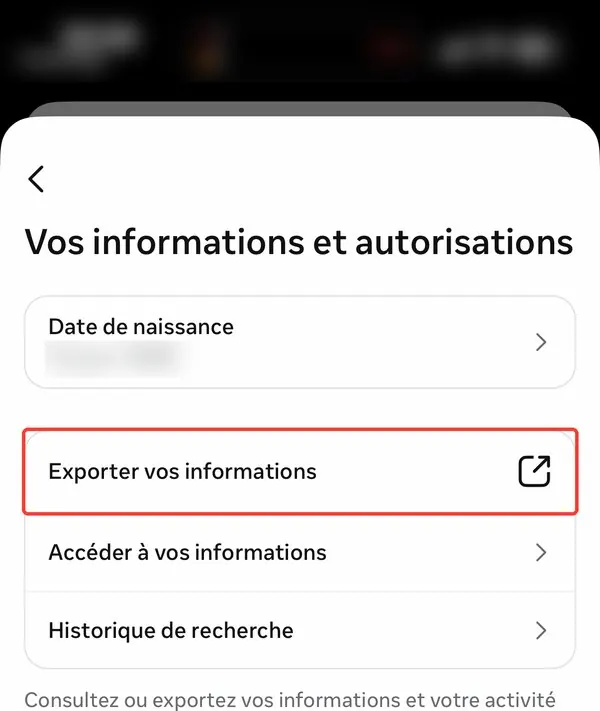 Vos informations et autorisations
Date de naissance
Exporter vos informations
Accéder à vos informations
Historique de recherche
Consultez ou exportez vos informations et votre activité